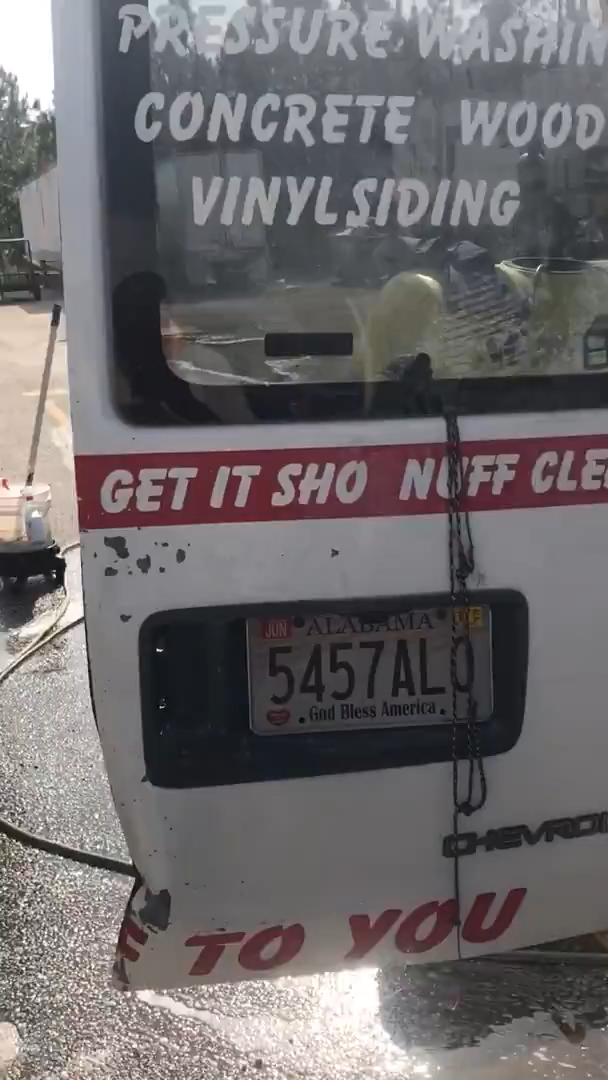 PRESSURE WASHIN
CONCRETE WOOD
VINYL SIDING
GET IT SHO NUFF CLE
JUN ALABAMA
5457AL0
God Bless America
CHEVRO
TO YOU